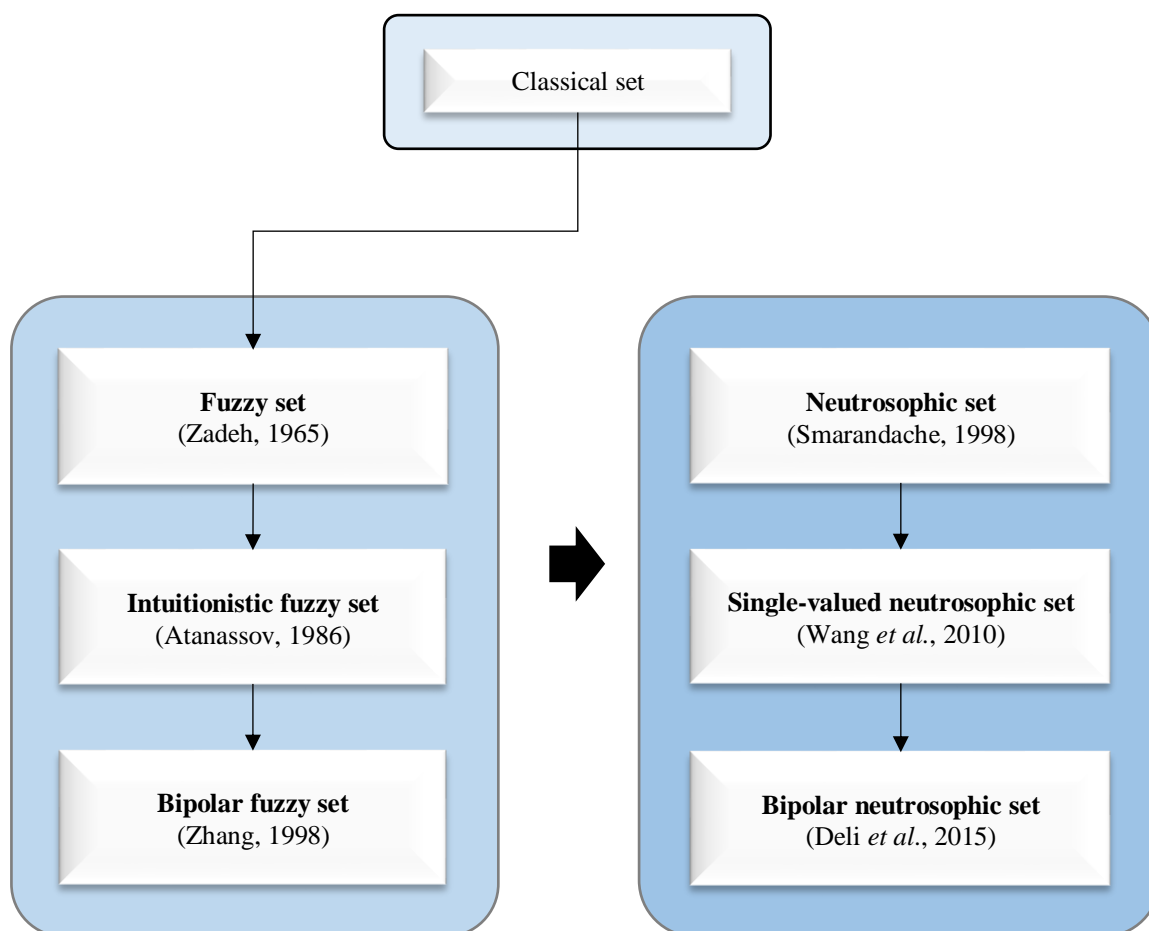 Classical set
Fuzzy set
(Zadeh, 1965)
Intuitionistic fuzzy set
(Atanassov, 1986)
Bipolar fuzzy set
(Zhang, 1998)
Neutrosophic set
(Smarandache, 1998)
Single-valued neutrosophic set
(Wang et al., 2010)
Bipolar neutrosophic set
(Deli et al., 2015)